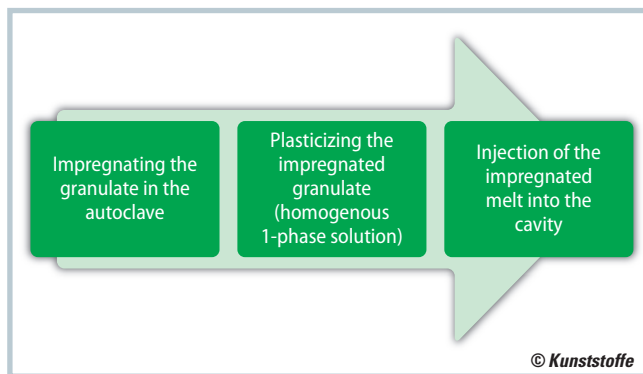 Impregnating the
granulate in the
autoclave
Plasticizing the
impregnated
granulate
(homogenous
1-phase solution)
Injection of the
impregnated
melt into the
cavity
© Kunststoffe